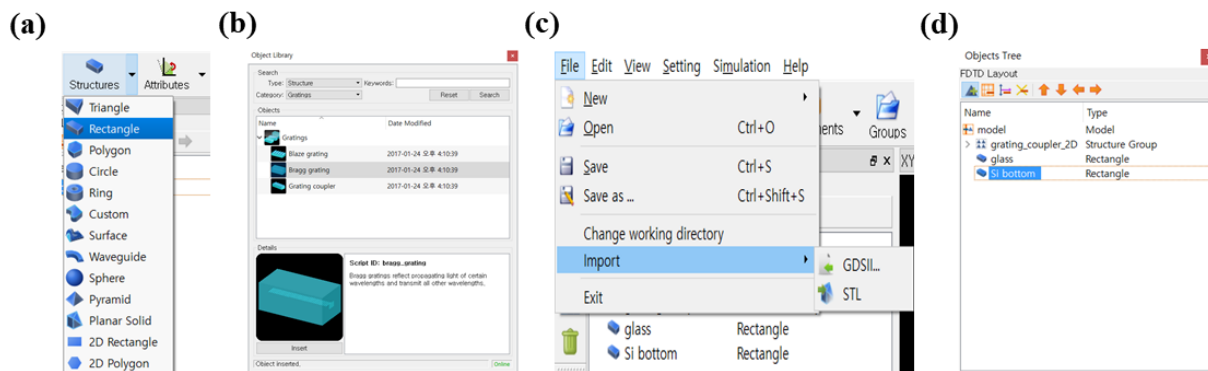 (a)
Structures
Attributes
Triangle
Rectangle
Polygon
Circle
Ring
Custom
Surface
Waveguide
Sphere
Pyramid
Planar Solid
2D Rectangle
2D Polygon
(b)
Object Library
Search
Type: Structure Keywords:
Category: Gratings Reset Search
Objects
Name Date Modified
Gratings
Blaze grating 2017-01-24 오후 4:10:39
Bragg grating 2017-01-24 오후 4:10:39
Grating coupler 2017-01-24 오후 4:10:39
Details
Script ID: bragg_grating
Bragg gratings reflect propagating light of certain
wavelengths and transmit all other wavelengths.
Insert
Object inserted. Online
(c)
File Edit View Setting Simulation Help
New
Open Ctrl+O
Save Ctrl+S
Save as ... Ctrl+Shift+S
Change working directory
Import
Exit
GDSII...
STL
ents Groups
XY
glass Rectangle
Si bottom Rectangle
(d)
Objects Tree
FDTD Layout
Name Type
model Model
grating_coupler_2D Structure Group
glass Rectangle
Si bottom Rectangle